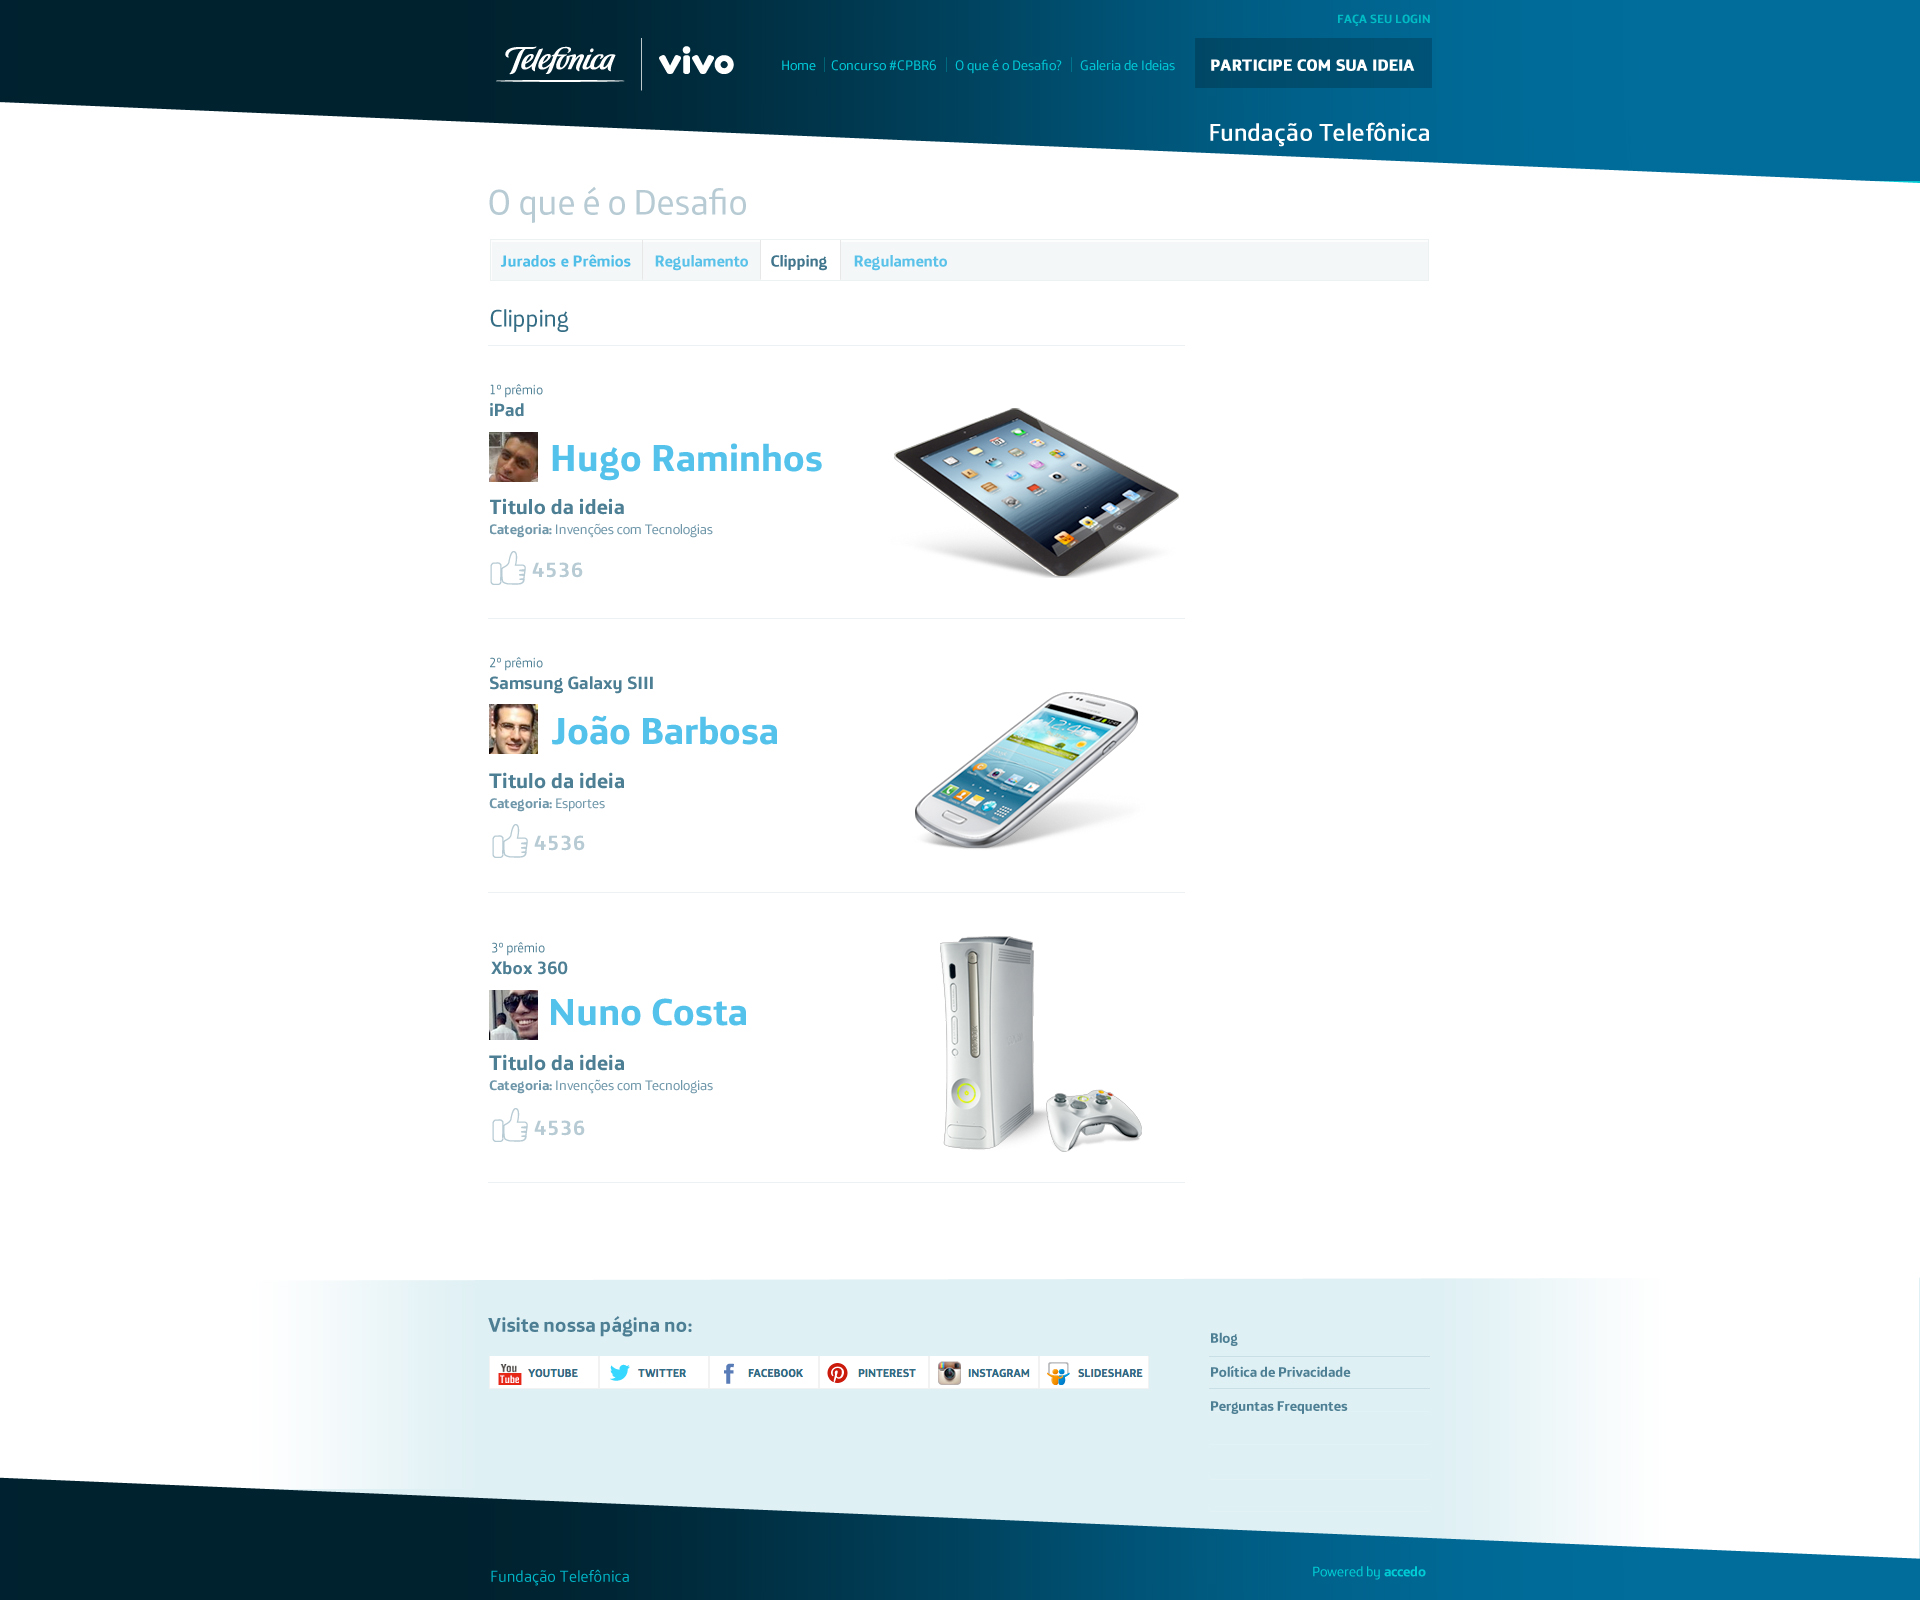 FAÇA SEU LOGIN
Telefónica
vivo
Home
Concurso #CPBR6
O que é o Desafio?
Galeria de Ideias
PARTICIPE COM SUA IDEIA
Fundação Telefônica
O que é o Desafio
Jurados e Prêmios
Regulamento
Clipping
Regulamento
Clipping
1º prêmio
iPad
Hugo Raminhos
Titulo da ideia
Categoria: Invenções com Tecnologias
4536
2º prêmio
Samsung Galaxy SIII
João Barbosa
Titulo da ideia
Categoria: Esportes
4536
12:45
3º prêmio
Xbox 360
Nuno Costa
Titulo da ideia
Categoria: Invenções com Tecnologias
4536
Visite nossa página no:
You
Tube
YOUTUBE
TWITTER
FACEBOOK
PINTEREST
INSTAGRAM
SLIDESHARE
Blog
Política de Privacidade
Perguntas Frequentes
Fundação Telefônica
Powered by accedo